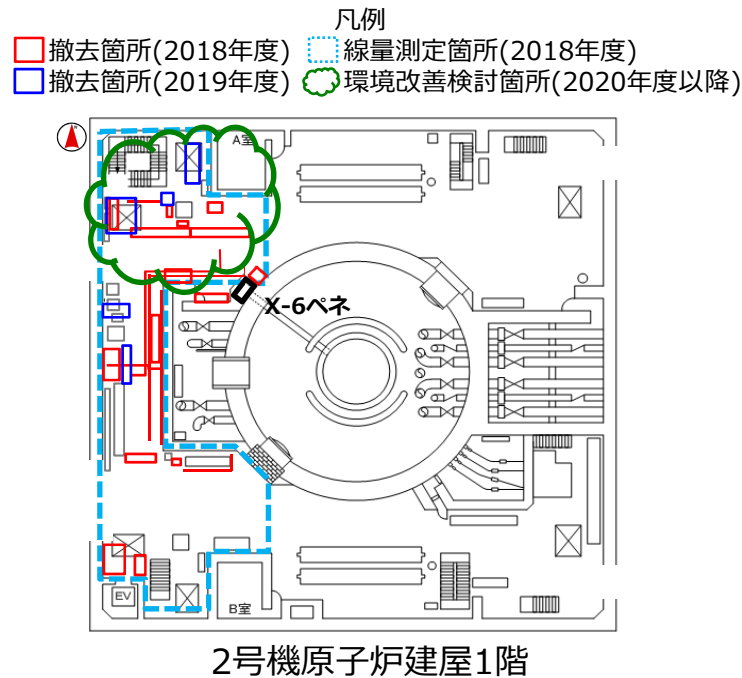 凡例
撤去箇所(2018年度) 線量測定箇所(2018年度)
撤去箇所(2019年度) 環境改善検討箇所(2020年度以降)
A室
X-6ペネ
EV
B室
2号機原子炉建屋1階